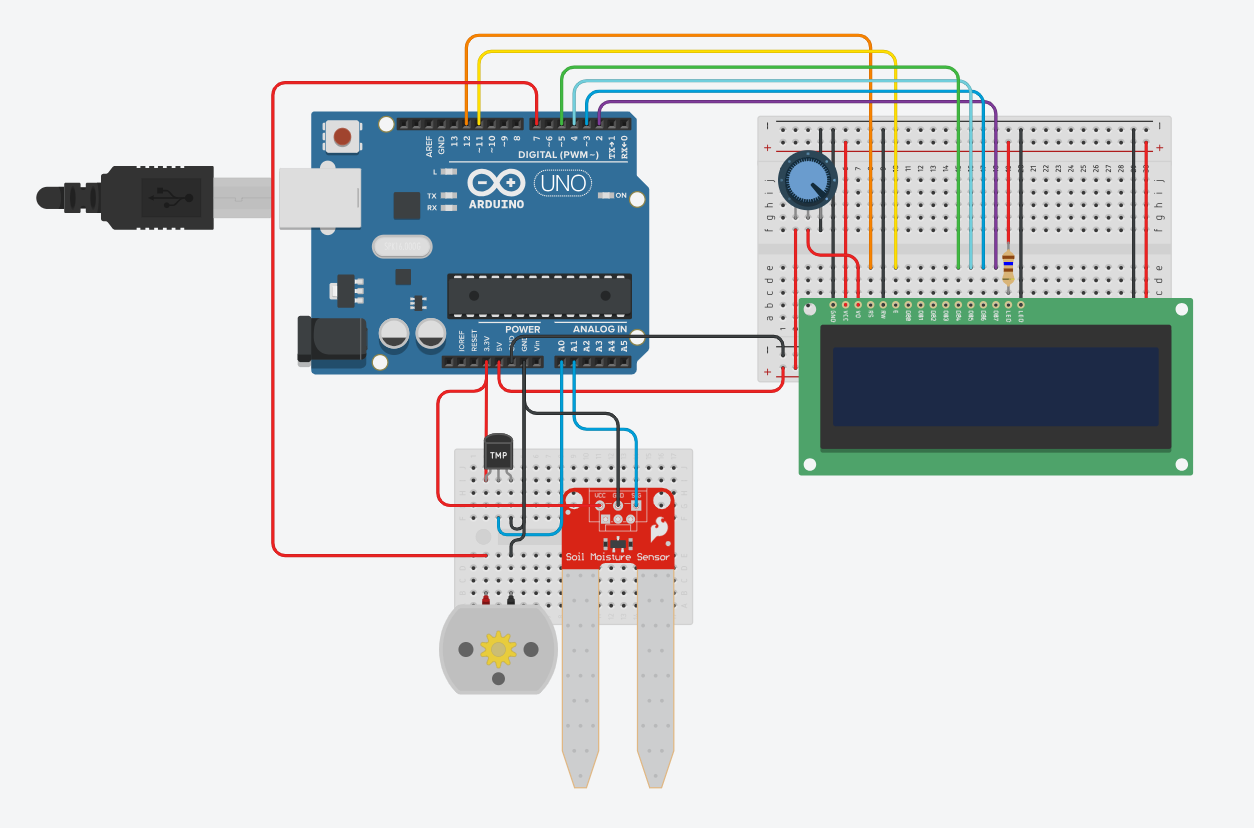 AREF
GND
13
12
~11
~10
~9
8
7
~6
~5
4
~3
2
TX→1
RX←0
DIGITAL (PWM~)
L
TX
RX
UNO
ON
ARDUINO
POWER
ANALOG IN
IOREF
RESET
3.3V
5V
GND
Vin
A0
A1
A2
A3
A4
A5
TMP
VCC
GND
SIG
Soil Moisture Sensor
- -
+ +
j j
i i
h h
g g
f f
e e
d d
c c
b b
a a
-
+
GND
VCC
VO
RS
RW
E
DB0
DB1
DB2
DB3
DB4
DB5
DB6
DB7
LED
LED